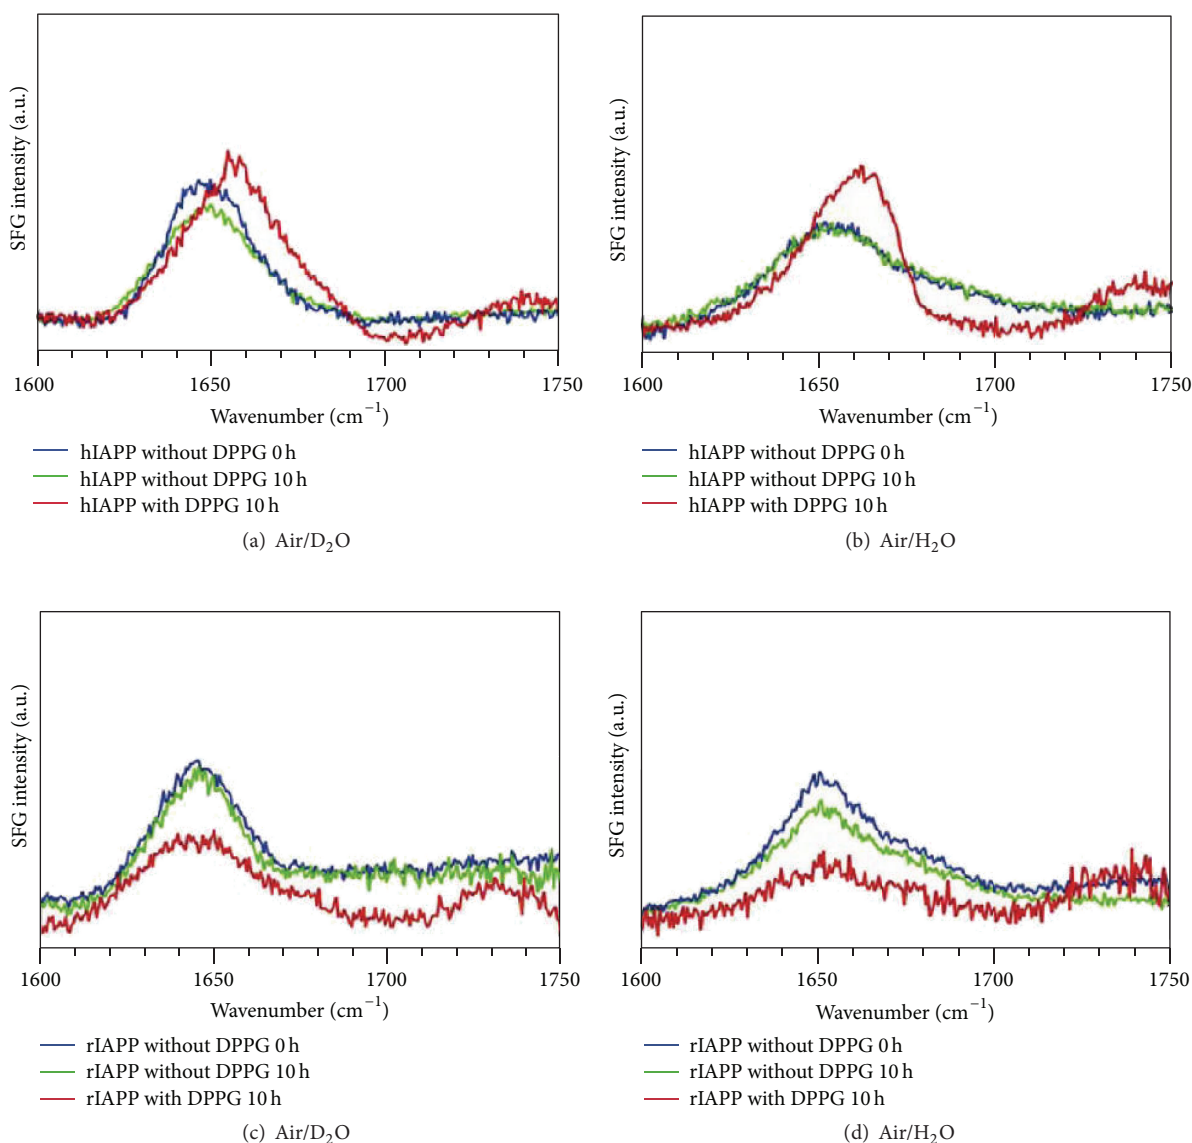 SFG intensity (a.u.)
1600 1650 1700 1750
Wavenumber (cm⁻¹)
hIAPP without DPPG 0 h
hIAPP without DPPG 10 h
hIAPP with DPPG 10 h
(a) Air/D₂O
SFG intensity (a.u.)
1600 1650 1700 1750
Wavenumber (cm⁻¹)
hIAPP without DPPG 0 h
hIAPP without DPPG 10 h
hIAPP with DPPG 10 h
(b) Air/H₂O
SFG intensity (a.u.)
1600 1650 1700 1750
Wavenumber (cm⁻¹)
rIAPP without DPPG 0 h
rIAPP without DPPG 10 h
rIAPP with DPPG 10 h
(c) Air/D₂O
SFG intensity (a.u.)
1600 1650 1700 1750
Wavenumber (cm⁻¹)
rIAPP without DPPG 0 h
rIAPP without DPPG 10 h
rIAPP with DPPG 10 h
(d) Air/H₂O